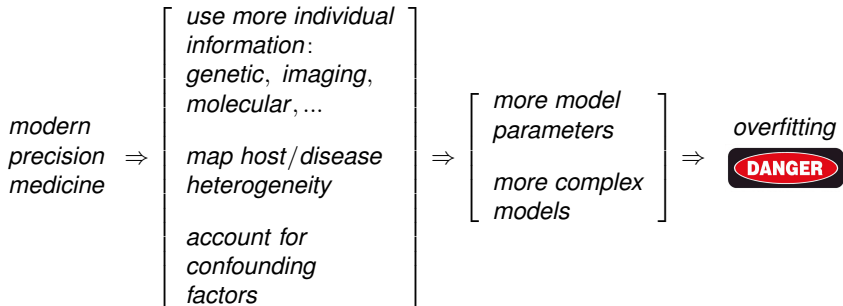 modern
precision
medicine
⇒
use more individual
information:
genetic, imaging,
molecular, ...
map host/disease
heterogeneity
account for
confounding
factors
⇒
more model
parameters
more complex
models
⇒
overfitting
DANGER